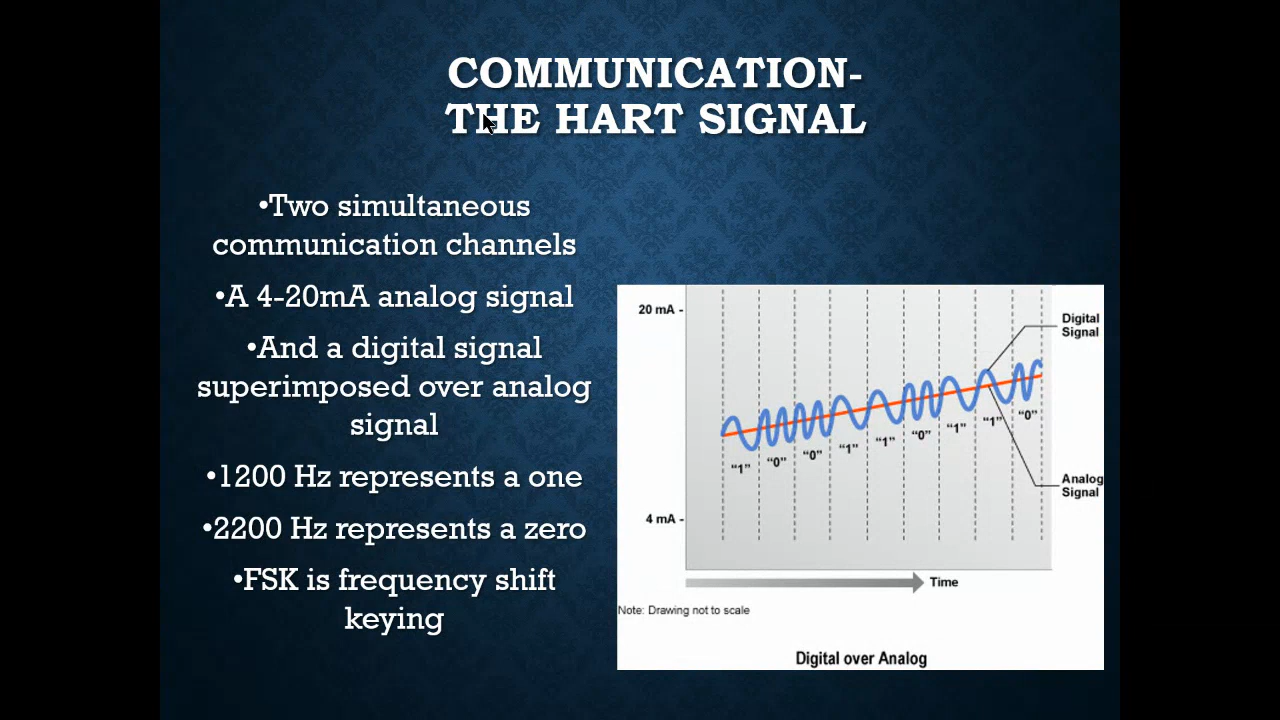 COMMUNICATION-
THE HART SIGNAL
•Two simultaneous
communication channels
•A 4-20mA analog signal
•And a digital signal
superimposed over analog
signal
•1200 Hz represents a one
•2200 Hz represents a zero
•FSK is frequency shift
keying
20 mA -
Digital
Signal
“1” “0” “0” “1” “1” “0” “1” “1” “0”
Analog
Signal
4 mA -
Time
Note: Drawing not to scale
Digital over Analog